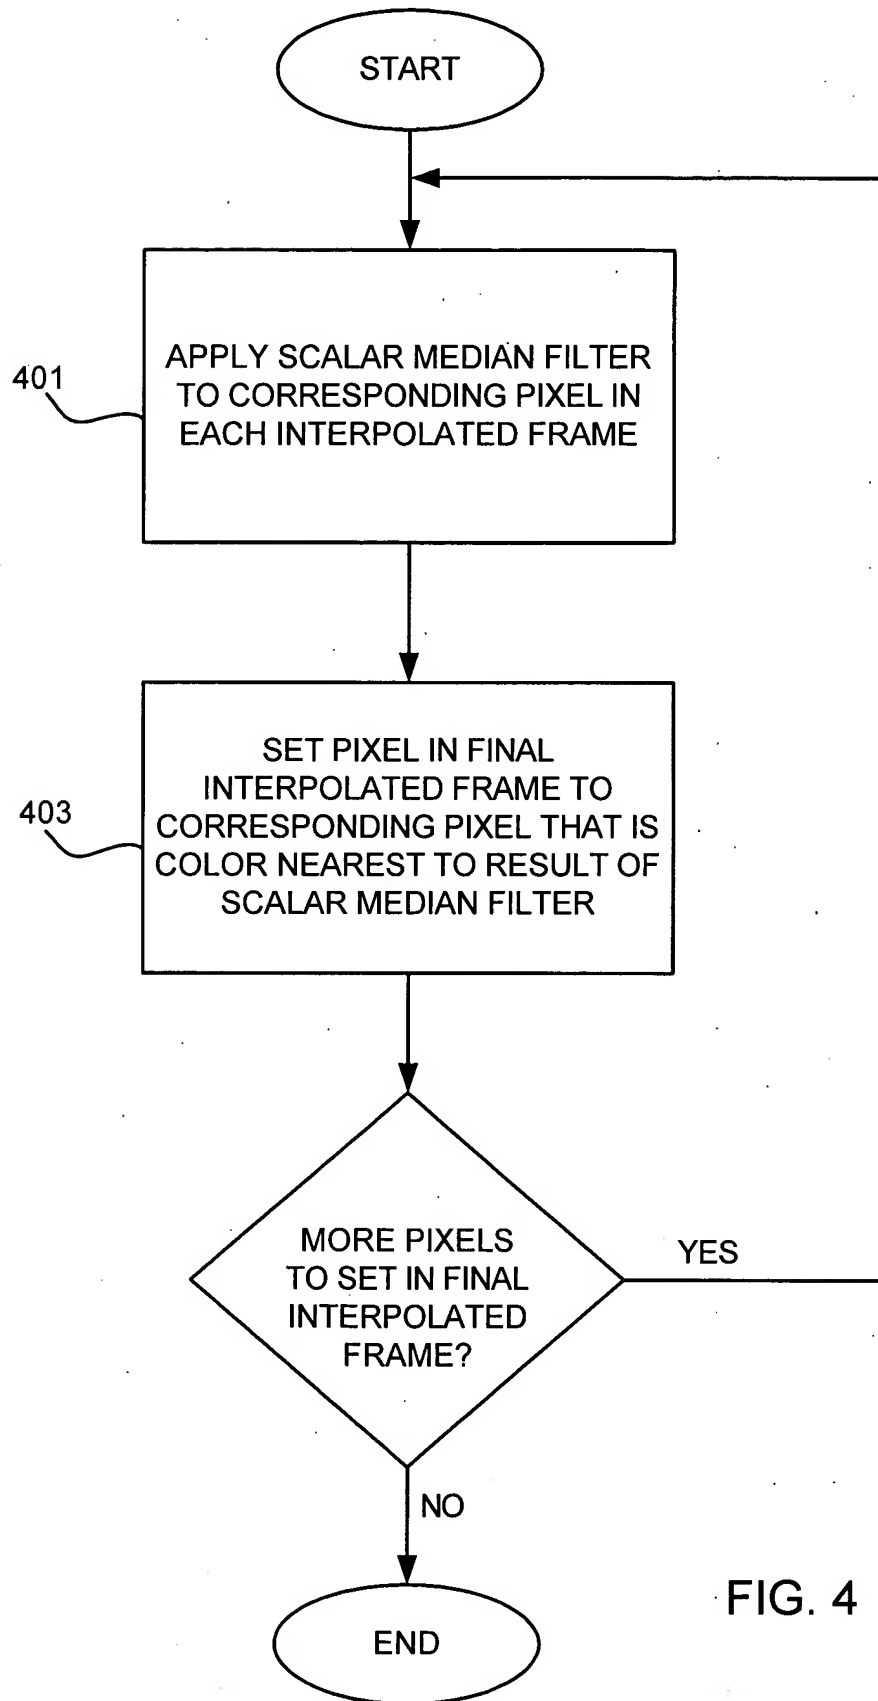 START
401
APPLY SCALAR MEDIAN FILTER
TO CORRESPONDING PIXEL IN
EACH INTERPOLATED FRAME
403
SET PIXEL IN FINAL
INTERPOLATED FRAME TO
CORRESPONDING PIXEL THAT IS
COLOR NEAREST TO RESULT OF
SCALAR MEDIAN FILTER
MORE PIXELS
TO SET IN FINAL
INTERPOLATED
FRAME?
YES
NO
END
FIG. 4